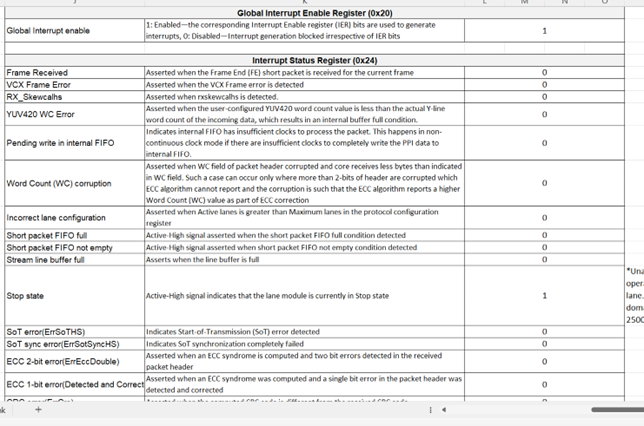 J K L M N O
Global Interrupt Enable Register (0x20)
Global Interrupt enable
1: Enabled—the corresponding Interrupt Enable register (IER) bits are used to generate
interrupts, 0: Disabled—Interrupt generation blocked irrespective of IER bits
1
Interrupt Status Register (0x24)
Frame Received Asserted when the Frame End (FE) short packet is received for the current frame 0
VCX Frame Error Asserted when the VCX Frame error is detected 0
RX_Skewcalhs Asserted when rxskewcalhs is detected. 0
YUV420 WC Error
Asserted when the user-configured YUV420 word count value is less than the actual Y-line
word count of the incoming data, which results in an internal buffer full condition.
0
Pending write in internal FIFO
Indicates internal FIFO has insufficient clocks to process the packet. This happens in non-
continuous clock mode if there are insufficient clocks to completely write the PPI data to
internal FIFO.
0
Word Count (WC) corruption
Asserted when WC field of packet header corrupted and core receives less bytes than indicated
in WC field. Such a case can occur only where more than 2-bits of header are corrupted which
ECC algorithm cannot report and the corruption is such that the ECC algorithm reports a higher
Word Count (WC) value as part of ECC correction
0
Incorrect lane configuration
Asserted when Active lanes is greater than Maximum lanes in the protocol configuration
register
0
Short packet FIFO full Active-High signal asserted when the short packet FIFO full condition detected 0
Short packet FIFO not empty Active-High signal asserted when short packet FIFO not empty condition detected 0
Stream line buffer full Asserts when the line buffer is full 0
Stop state Active-High signal indicates that the lane module is currently in Stop state 1
*Una
oper
lane.
dom
2500
SoT error(ErrSoTHS) Indicates Start-of-Transmission (SoT) error detected 0
SoT sync error(ErrSotSyncHS) Indicates SoT synchronization completely failed 0
ECC 2-bit error(ErrEccDouble)
Asserted when an ECC syndrome is computed and two bit errors detected in the received
packet header
0
ECC 1-bit error(Detected and Correct
Asserted when an ECC syndrome was computed and a single bit error in the packet header was
detected and corrected
0